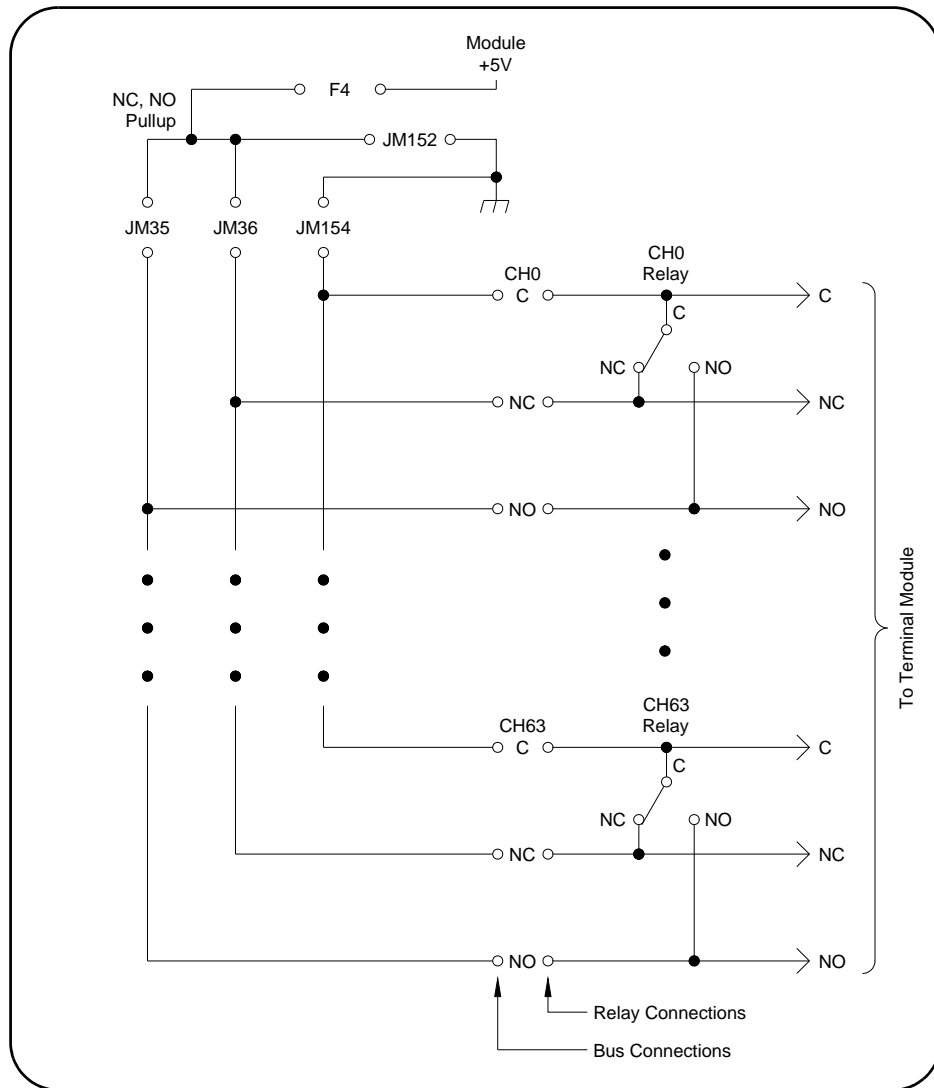 Module
+5V
F4
NC, NO
Pullup
JM152
JM35
JM36
JM154
CH0
C
CH0
Relay
C
C
NC
NO
NC
NC
NO
NO
To Terminal Module
CH63
C
CH63
Relay
C
C
NC
NO
NC
NC
NO
NO
Relay Connections
Bus Connections